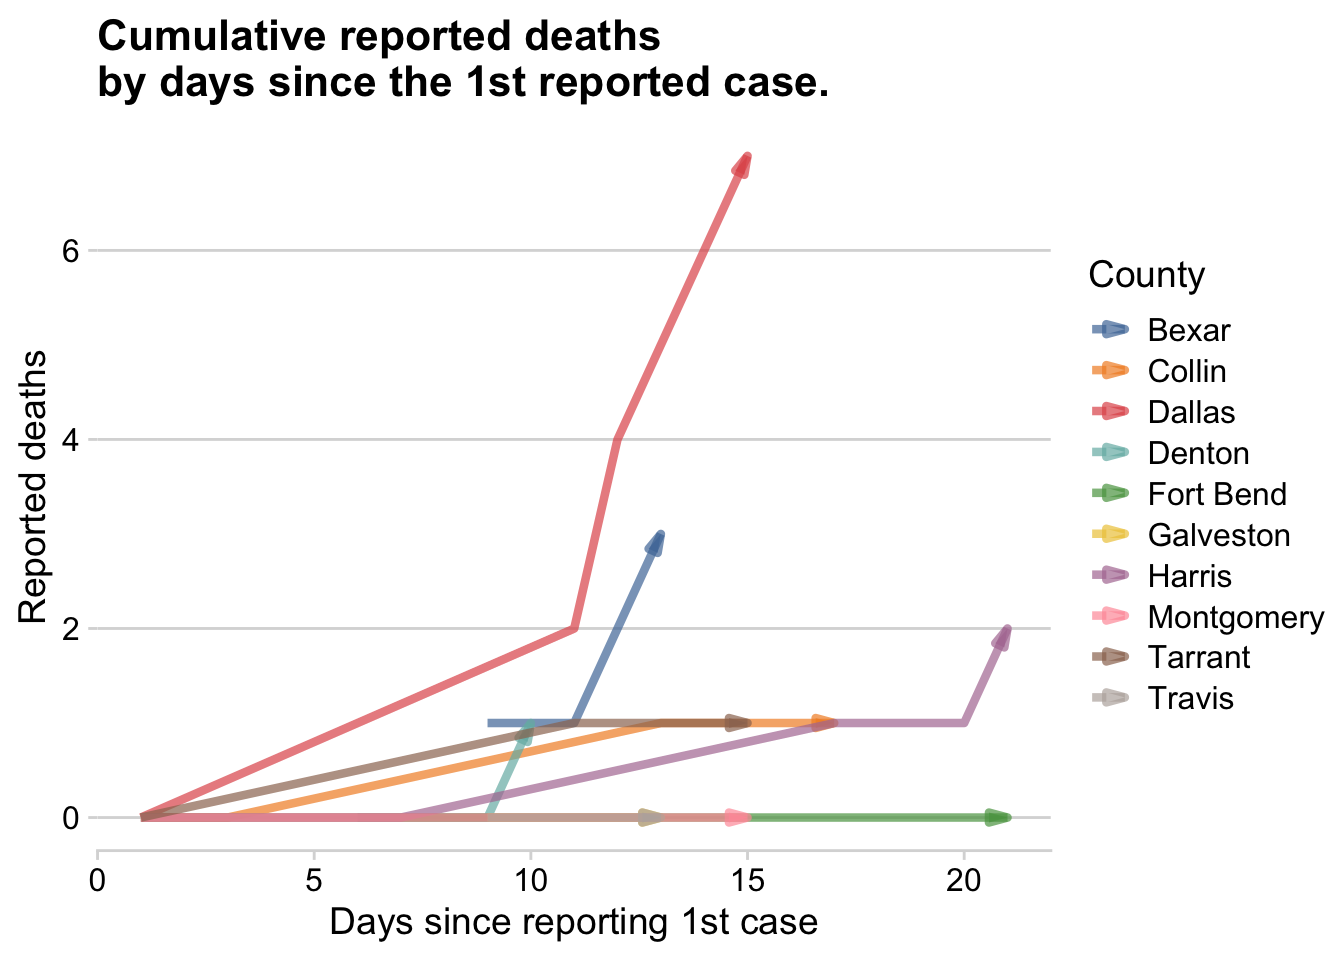 Cumulative reported deaths
by days since the 1st reported case.
6
4
2
0
Reported deaths
0 5 10 15 20
Days since reporting 1st case
County
Bexar
Collin
Dallas
Denton
Fort Bend
Galveston
Harris
Montgomery
Tarrant
Travis